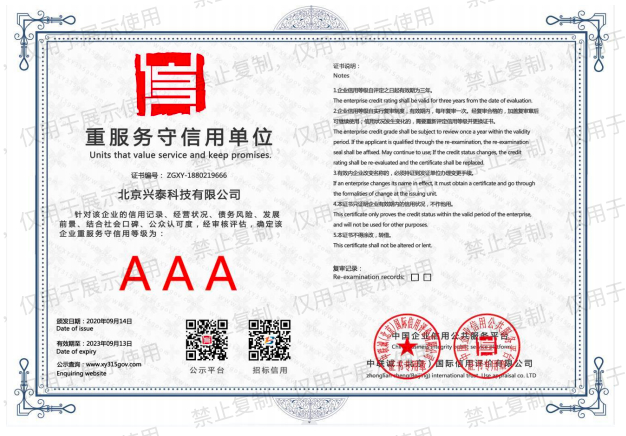 重服务守信用单位
Units that value service and keep promises.
证书编号：ZGXY-1880219666
北京兴泰科技有限公司
针对该企业的信用记录、经营状况、债务风险、发展
前景、结合社会口碑、公众认可度，经审核评估，确定该
企业重服务守信用等级为：
AAA
颁发日期：2020年09月14日
Date of issue
有效期至：2023年09月13日
Date of expiry
公示查询：www.xy315gov.com
Enquiring website
公示平台
招标信用
证书说明：
Notes
1.企业信用等级自评定之日起有效期为三年。
The enterprise credit rating shall be valid for three years from the date of evaluation.
2.企业信用等级自实行复审制度，有效期内，每年复审一次。经复审合格的，加盖复审章后
可继续使用；信用状况发生变化的，需要重新评定信用等级并更换证书。
The enterprise credit grade shall be subject to review once a year within the validity
period. If the applicant is qualified through the re-examination, the re-examination
seal shall be affixed. May continue to use; If the credit status changes, the credit
rating shall be re-evaluated and the certificate shall be replaced.
3.有效期内企业改变名称的，必须持证到发证单位办理变更手续。
If an enterprise changes its name in effect, it must obtain a certificate and go through
the formalities of change at the issuing unit.
4.本证书只证明企业有效期内的信用状况，不作他用。
This certificate only proves the credit status within the valid period of the enterprise,
and will not be used for other purposes.
5.本证书不得涂改，转借。
This certificate shall not be altered or lent.
复审记录：
Re-examination records:
中国企业信用公共服务平台
中联诚（北京）国际信用评价有限公司
禁止复制，仅用于展示使用